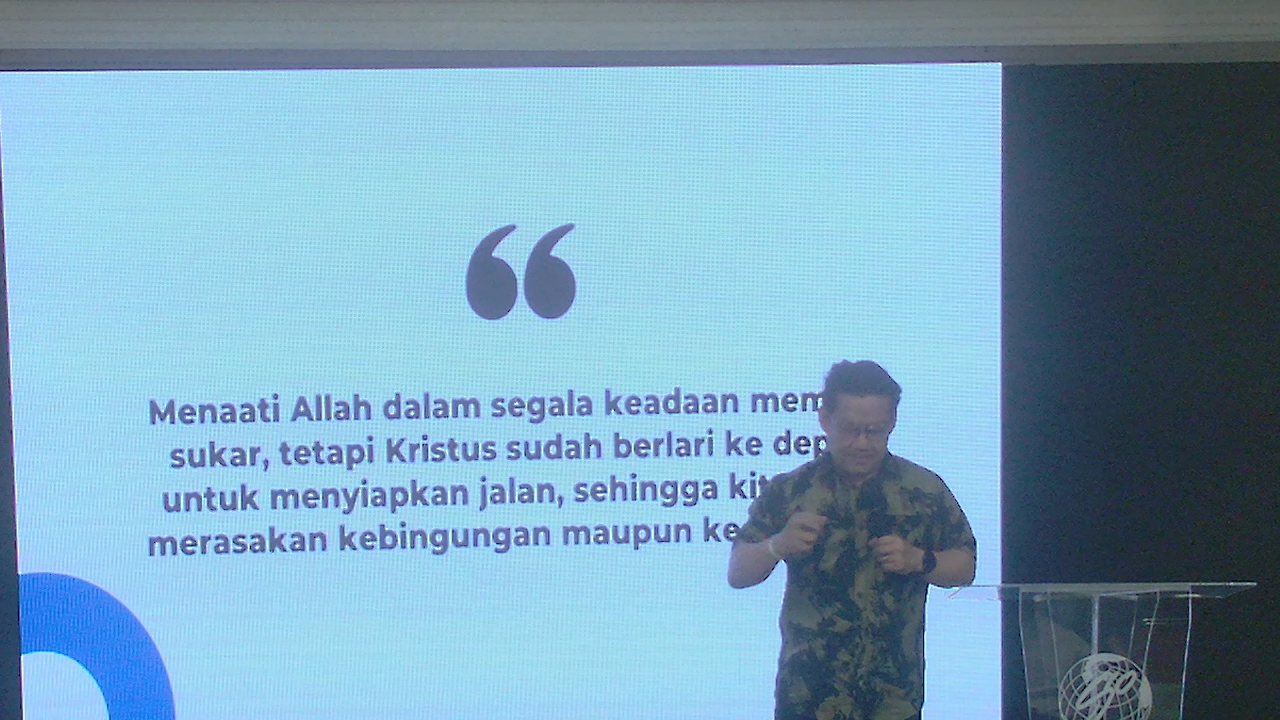 “
Menaati Allah dalam segala keadaan mem
sukar, tetapi Kristus sudah berlari ke dep
untuk menyiapkan jalan, sehingga kit
merasakan kebingungan maupun ke